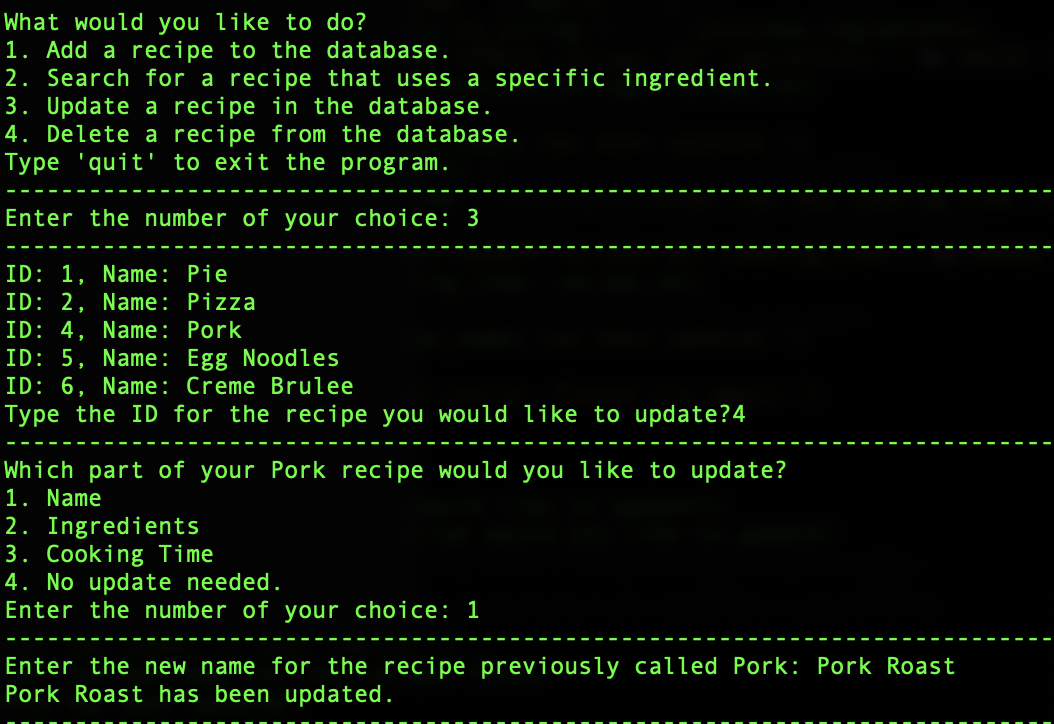 What would you like to do?
1. Add a recipe to the database.
2. Search for a recipe that uses a specific ingredient.
3. Update a recipe in the database.
4. Delete a recipe from the database.
Type 'quit' to exit the program.
---------------------------------------------------------------------------
Enter the number of your choice: 3
---------------------------------------------------------------------------
ID: 1, Name: Pie
ID: 2, Name: Pizza
ID: 4, Name: Pork
ID: 5, Name: Egg Noodles
ID: 6, Name: Creme Brulee
Type the ID for the recipe you would like to update?4
---------------------------------------------------------------------------
Which part of your Pork recipe would you like to update?
1. Name
2. Ingredients
3. Cooking Time
4. No update needed.
Enter the number of your choice: 1
---------------------------------------------------------------------------
Enter the new name for the recipe previously called Pork: Pork Roast
Pork Roast has been updated.
---------------------------------------------------------------------------